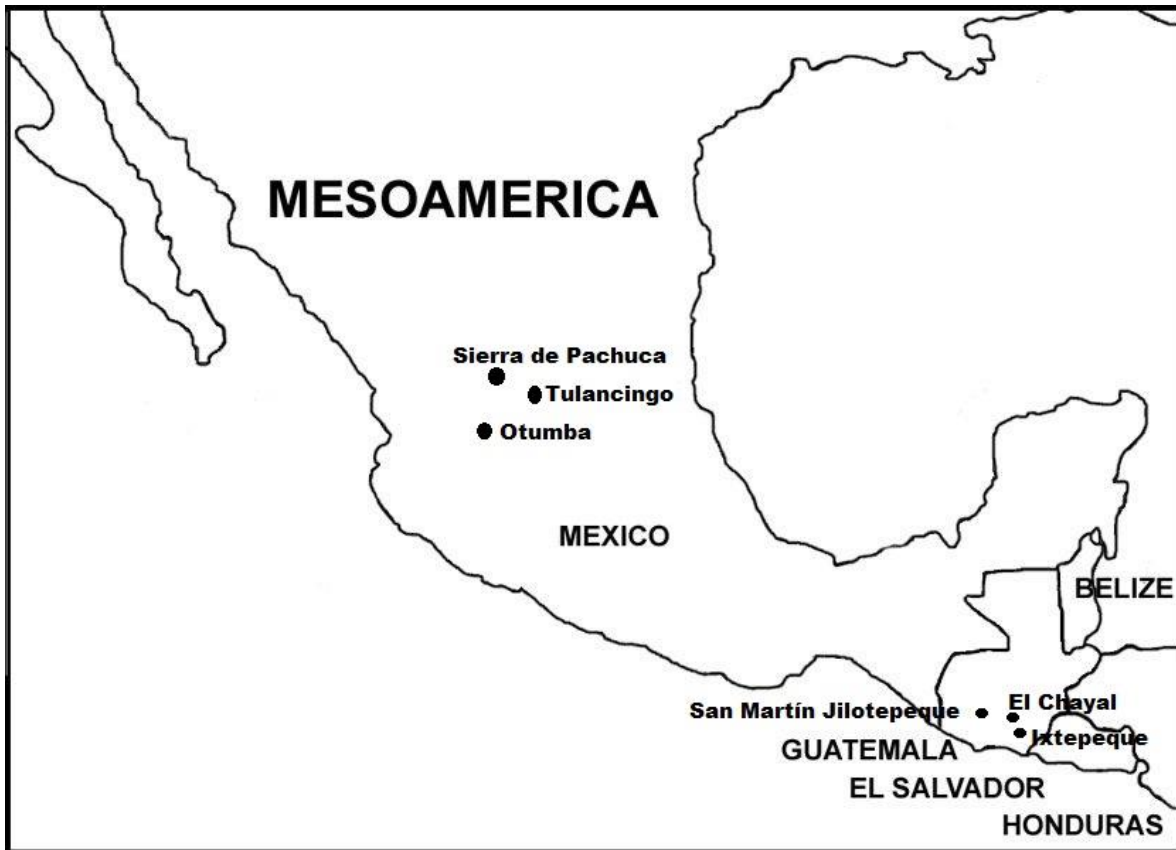 MESOAMERICA
Sierra de Pachuca
Tulancingo
Otumba
MEXICO
BELIZE
El Chayal
San Martín Jilotepeque
Ixtepeque
GUATEMALA
EL SALVADOR
HONDURAS